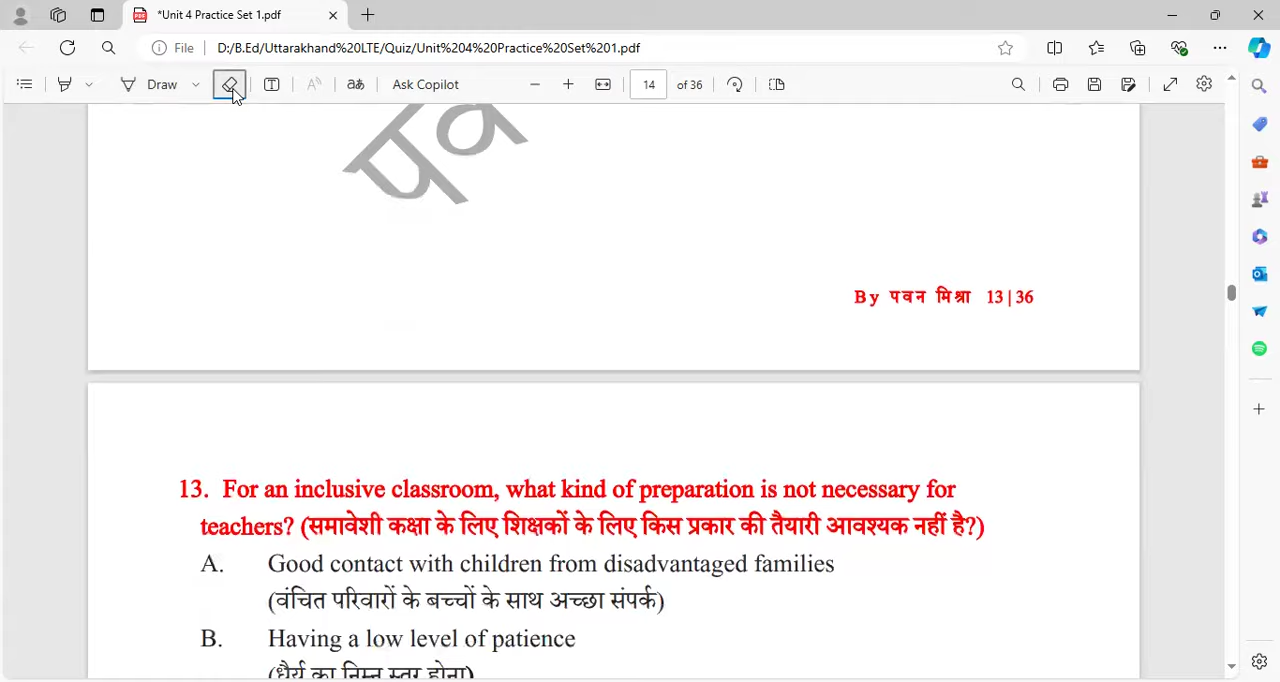 *Unit 4 Practice Set 1.pdf
File D:/B.Ed/Uttarakhand%20LTE/Quiz/Unit%204%20Practice%20Set%201.pdf
Draw Ask Copilot 14 of 36
पव
By पवन मिश्रा 13|36
13. For an inclusive classroom, what kind of preparation is not necessary for
teachers? (समावेशी कक्षा के लिए शिक्षकों के लिए किस प्रकार की तैयारी आवश्यक नहीं है?)
A. Good contact with children from disadvantaged families
(वंचित परिवारों के बच्चों के साथ अच्छा संपर्क)
B. Having a low level of patience
(धैर्य का निम्न स्तर होना)